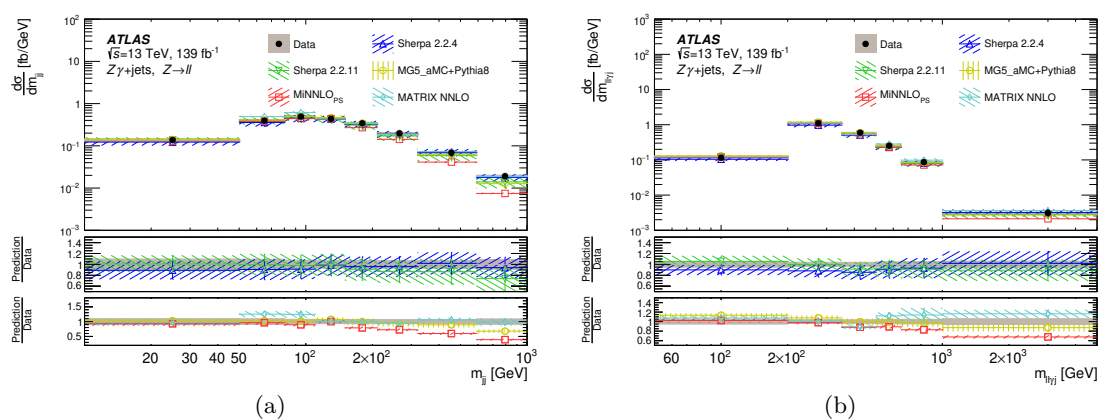 ATLAS
√s=13 TeV, 139 fb⁻¹
Zγ+jets, Z→ll
Data
Sherpa 2.2.4
Sherpa 2.2.11
MG5_aMC+Pythia8
MiNNLO_PS
MATRIX NNLO
dσ/dm_jj [fb/GeV]
10²
10
1
10⁻¹
10⁻²
10⁻³
Prediction/Data
1.4
1.2
1
0.8
0.6
Prediction/Data
1.5
1
0.5
20 30 40 50 10² 2×10² 10³
m_jj [GeV]
(a)
ATLAS
√s=13 TeV, 139 fb⁻¹
Zγ+jets, Z→ll
Data
Sherpa 2.2.4
Sherpa 2.2.11
MG5_aMC+Pythia8
MiNNLO_PS
MATRIX NNLO
dσ/dm_llγj [fb/GeV]
10⁴
10³
10²
10
1
10⁻¹
10⁻²
10⁻³
Prediction/Data
1.4
1.2
1
0.8
0.6
Prediction/Data
1.4
1.2
1
0.8
0.6
60 10² 2×10² 10³ 2×10³
m_llγj [GeV]
(b)